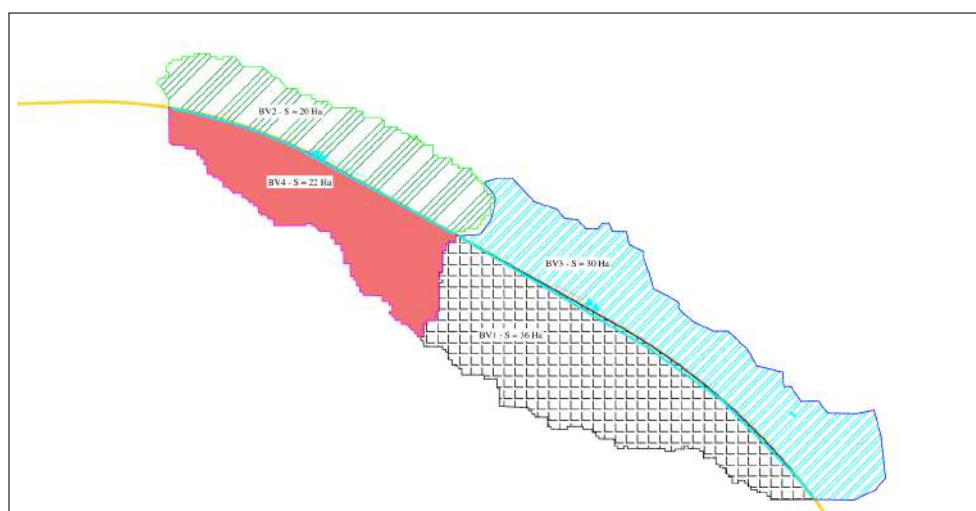 BV2 - S = 20 Ha
BV4 - S = 22 Ha
BV3 - S = 30 Ha
BV1 - S = 36 Ha